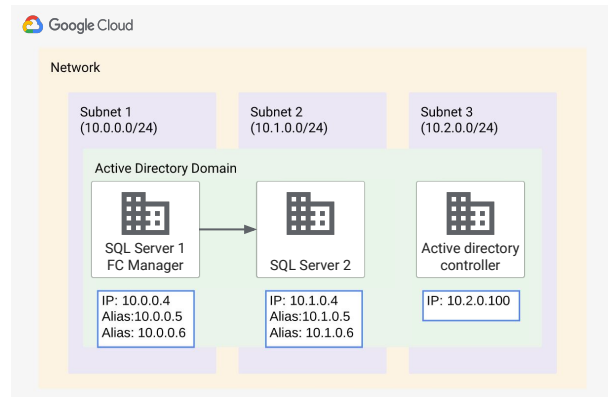 Google Cloud
Network
Subnet 1
(10.0.0.0/24)
Subnet 2
(10.1.0.0/24)
Subnet 3
(10.2.0.0/24)
Active Directory Domain
SQL Server 1
FC Manager
SQL Server 2
Active directory
controller
IP: 10.0.0.4
Alias:10.0.0.5
Alias: 10.0.0.6
IP: 10.1.0.4
Alias:10.1.0.5
Alias: 10.1.0.6
IP: 10.2.0.100